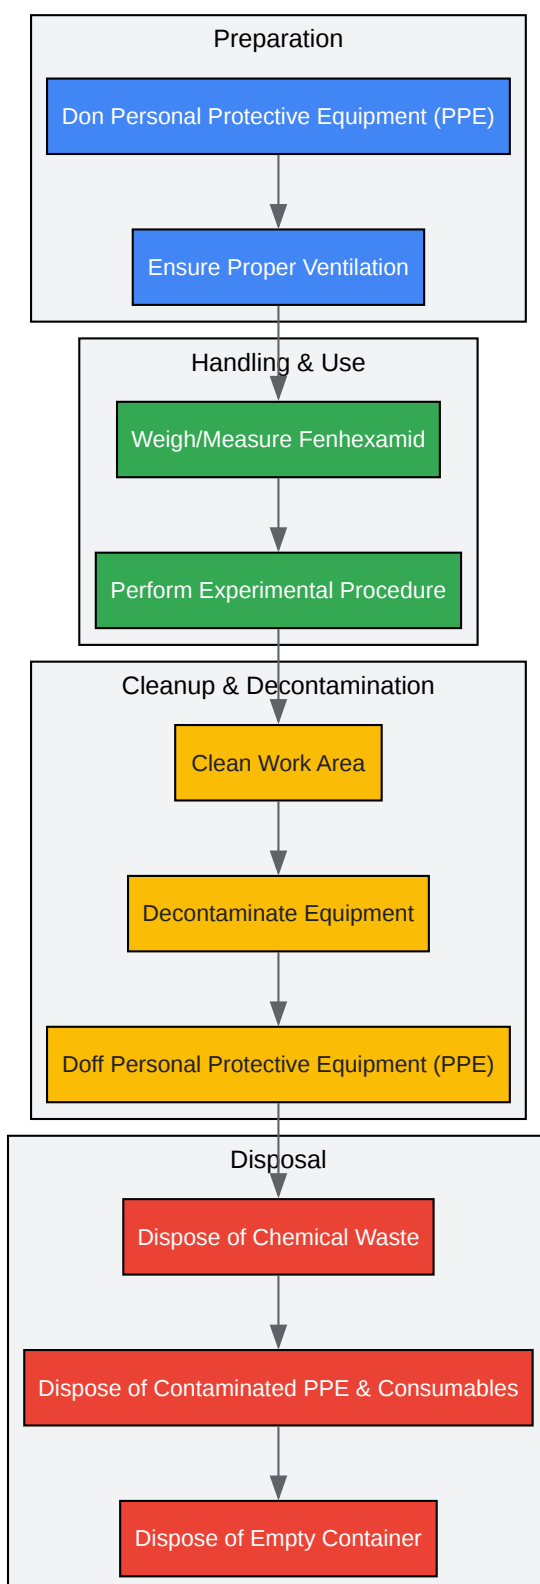 Preparation
Don Personal Protective Equipment (PPE)
Ensure Proper Ventilation
Handling & Use
Weigh/Measure Fenhexamid
Perform Experimental Procedure
Cleanup & Decontamination
Clean Work Area
Decontaminate Equipment
Doff Personal Protective Equipment (PPE)
Disposal
Dispose of Chemical Waste
Dispose of Contaminated PPE & Consumables
Dispose of Empty Container